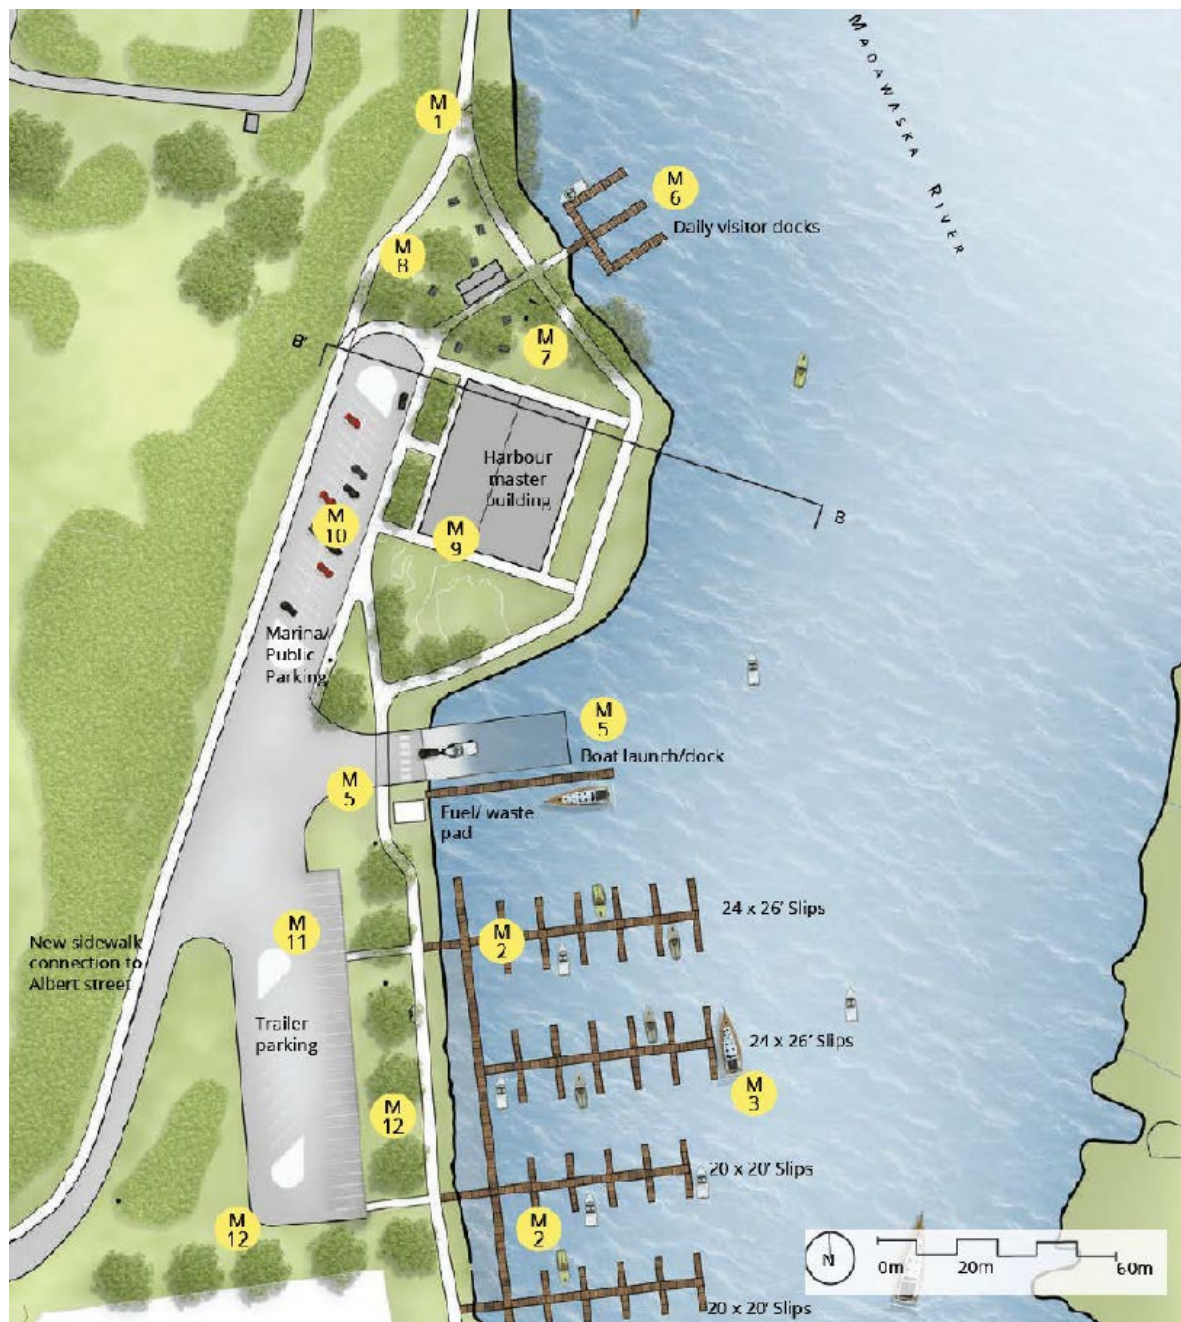 M
1
MADAWASKA RIVER
M
6
Daily visitor docks
M
8
B'
M
7
Harbour
master
building
B
M
10
M
9
Marina/
Public
Parking
M
5
Boat launch/dock
M
5
Fuel/ waste
pad
24 x 26' Slips
M
11
M
2
New sidewalk
connection to
Albert street
Trailer
parking
24 x 26' Slips
M
3
M
12
20 x 20' Slips
M
12
M
2
N
0m
20m
60m
20 x 20' Slips